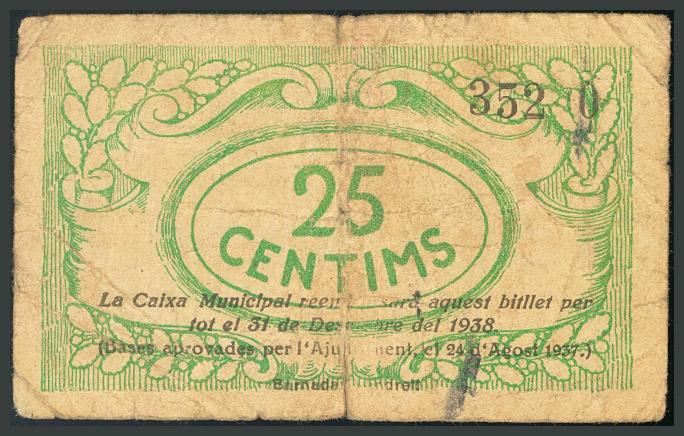 352 0
25
CENTIMS
La Caixa Municipal aquest bitllet per
tot el 31 de del 1938.
(Bases aprovades per l'Ajuntament, el 24 d'Agost 1937.)